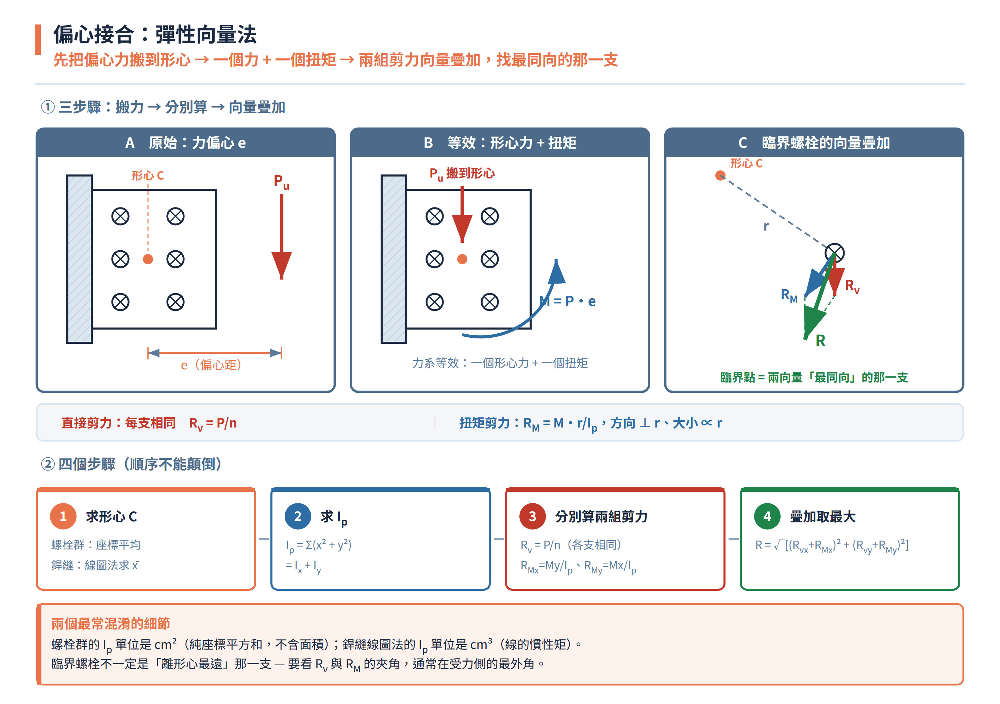 偏心接合：彈性向量法
先把偏心力搬到形心 → 一個力 + 一個扭矩 → 兩組剪力向量疊加，找最同向的那一支
① 三步驟：搬力 → 分別算 → 向量疊加
A　原始：力偏心 e
形心 C
Pu
e（偏心距）
B　等效：形心力 + 扭矩
Pu 搬到形心
M = P・e
力系等效：一個形心力 + 一個扭矩
C　臨界螺栓的向量疊加
形心 C
r
RM
Rv
R
臨界點 = 兩向量「最同向」的那一支
直接剪力：每支相同　Rv = P/n
｜　扭矩剪力：RM = M・r/Ip，方向 ⊥ r、大小 ∝ r
② 四個步驟（順序不能顛倒）
1 求形心 C
螺栓群：座標平均
銲縫：線圖法求 x̄
2 求 Ip
Ip = Σ(x² + y²)
= Ix + Iy
3 分別算兩組剪力
Rv = P/n（各支相同）
RMx=My/Ip、RMy=Mx/Ip
4 疊加取最大
R = √‾[(Rvx+RMx)² + (Rvy+RMy)²]
兩個最常混淆的細節
螺栓群的 Ip 單位是 cm²（純座標平方和，不含面積）；銲縫線圖法的 Ip 單位是 cm³（線的慣性矩）。
臨界螺栓不一定是「離形心最遠」那一支 — 要看 Rv 與 RM 的夾角，通常在受力側的最外角。